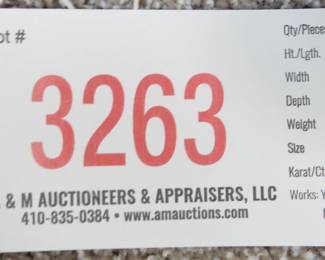 ot #
3263
& M AUCTIONEERS & APPRAISERS, LLC
410-835-0384 • www.amauctions.com
Qty/Pieces
Ht./Lgth.
Width
Depth
Weight
Size
Karat/Ct
Works: Y